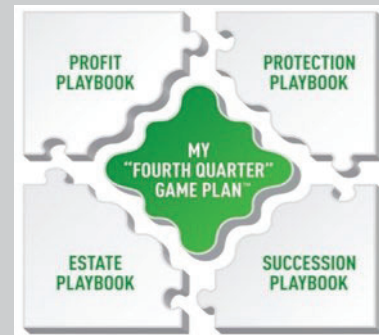 PROFIT
PLAYBOOK
PROTECTION
PLAYBOOK
MY
"FOURTH QUARTER"
GAME PLAN™
ESTATE
PLAYBOOK
SUCCESSION
PLAYBOOK